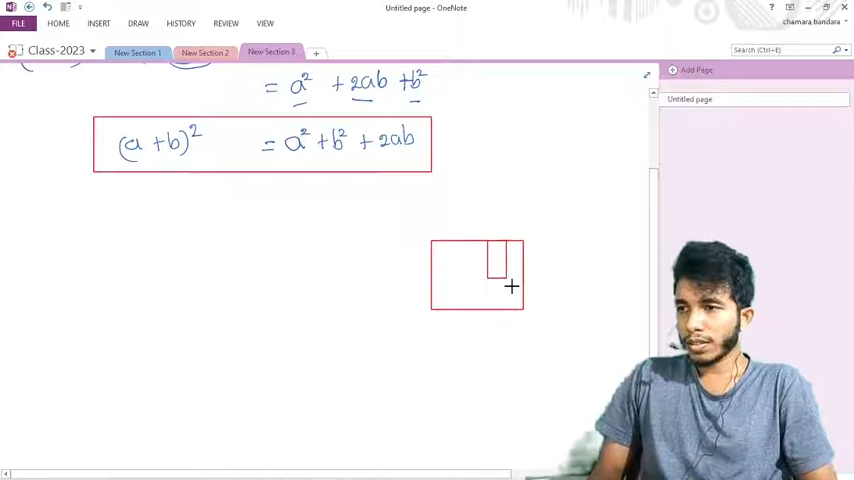 Untitled page - OneNote
FILE HOME INSERT DRAW HISTORY REVIEW VIEW
chamara bandara
Class-2023 New Section 1 New Section 2 New Section 3 +
Search (Ctrl+E)
Add Page
Untitled page
= a² + 2ab + b²
(a + b)² = a² + b² + 2ab